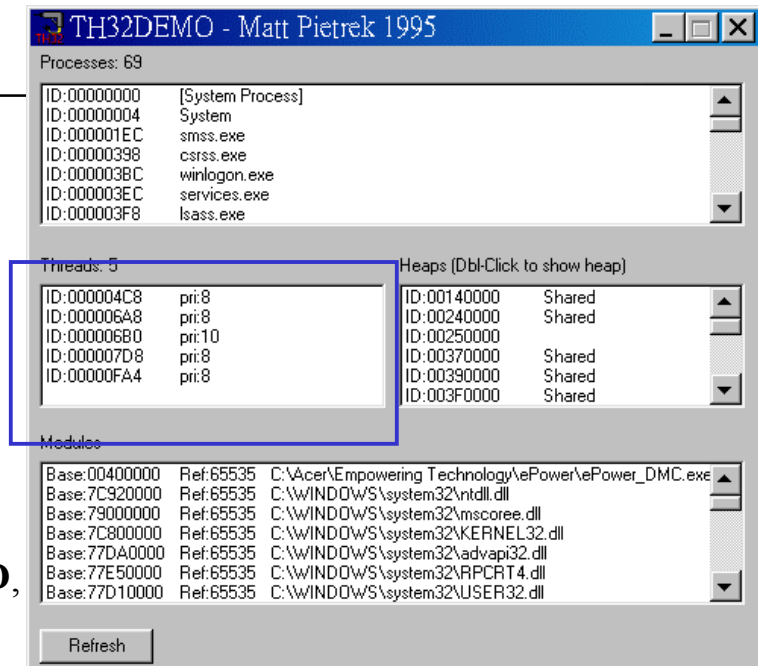 TH32DEMO - Matt Pietrek 1995
Processes: 69
ID:00000000 [System Process]
ID:00000004 System
ID:000001EC smss.exe
ID:00000398 csrss.exe
ID:000003BC winlogon.exe
ID:000003EC services.exe
ID:000003F8 lsass.exe
Threads: 5
ID:000004C8 pri:8
ID:000006A8 pri:8
ID:000006B0 pri:10
ID:000007D8 pri:8
ID:00000FA4 pri:8
Heaps (Dbl-Click to show heap)
ID:00140000 Shared
ID:00240000 Shared
ID:00250000
ID:00370000 Shared
ID:00390000 Shared
ID:003F0000 Shared
Modules
Base:00400000 Ref:65535 C:\Acer\Empowering Technology\ePower\ePower_DMC.exe
Base:7C920000 Ref:65535 C:\WINDOWS\system32\ntdll.dll
Base:79000000 Ref:65535 C:\WINDOWS\system32\mscoree.dll
Base:7C800000 Ref:65535 C:\WINDOWS\system32\KERNEL32.dll
Base:77DA0000 Ref:65535 C:\WINDOWS\system32\advapi32.dll
Base:77E50000 Ref:65535 C:\WINDOWS\system32\RPCRT4.dll
Base:77D10000 Ref:65535 C:\WINDOWS\system32\USER32.dll
Refresh